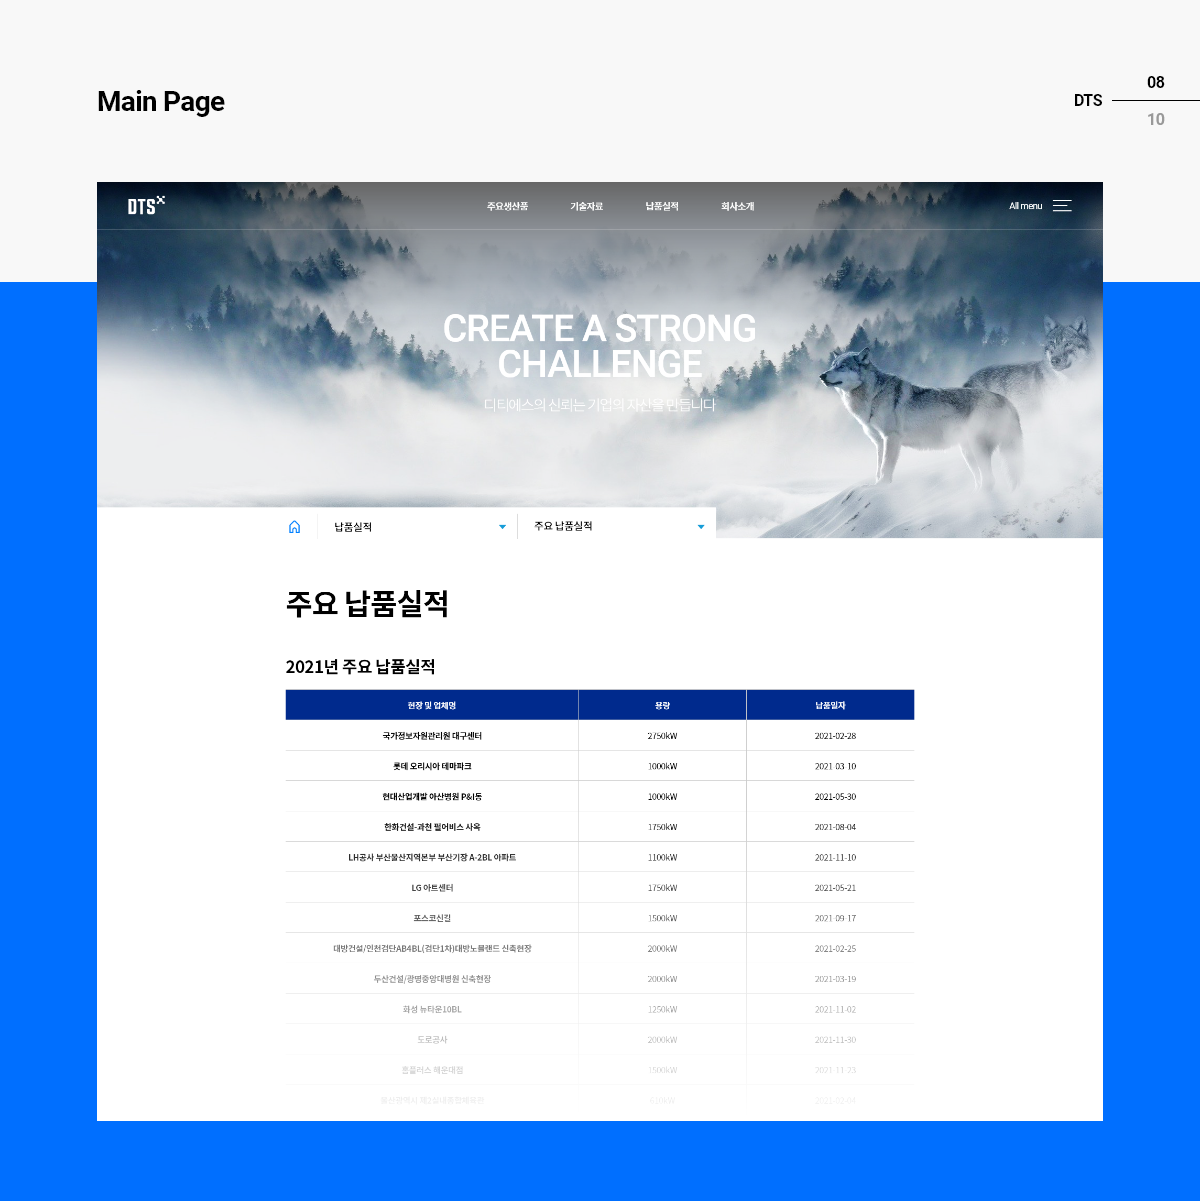 Main Page
DTS
08
10
DTS
주요생산품 기술자료 납품실적 회사소개
All menu
CREATE A STRONG
CHALLENGE
디티에스의 신뢰는 기업의 자산을 만듭니다
납품실적 주요 납품실적
주요 납품실적
2021년 주요 납품실적
현장 및 업체명 용량 납품일자
국가정보자원관리원 대구센터 2750kW 2021-02-28
롯데 오리시아 테마파크 1000kW 2021-03-10
현대산업개발 아산병원 P&I동 1000kW 2021-05-30
한화건설-과천 펄어비스 사옥 1750kW 2021-08-04
LH공사 부산울산지역본부 부산기장 A-2BL 아파트 1100kW 2021-11-10
LG 아트센터 1750kW 2021-05-21
포스코신길 1500kW 2021-09-17
대방건설/인천검단AB4BL(검단1차)대방노블랜드 신축현장 2000kW 2021-02-25
두산건설/광명중앙대병원 신축현장 2000kW 2021-03-19
화성 뉴타운10BL 1250kW 2021-11-02
도로공사 2000kW 2021-11-30
홈플러스 해운대점 1500kW 2021-11-23